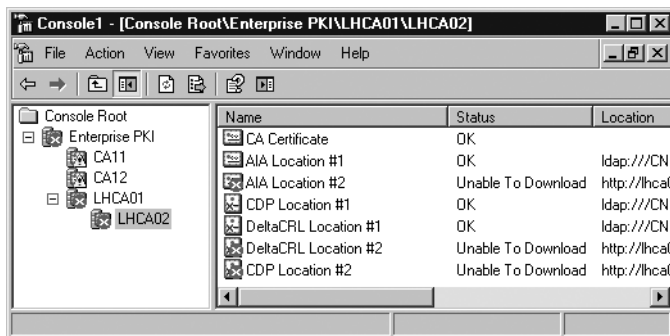 Console1 - [Console Root\Enterprise PKI\LHCA01\LHCA02]
File Action View Favorites Window Help
Console Root
Enterprise PKI
CA11
CA12
LHCA01
LHCA02
Name Status Location
CA Certificate OK
AIA Location #1 OK ldap:///CN
AIA Location #2 Unable To Download http://lhca0
CDP Location #1 OK ldap:///CN
DeltaCRL Location #1 OK ldap:///CN
DeltaCRL Location #2 Unable To Download http://lhca0
CDP Location #2 Unable To Download http://lhca0